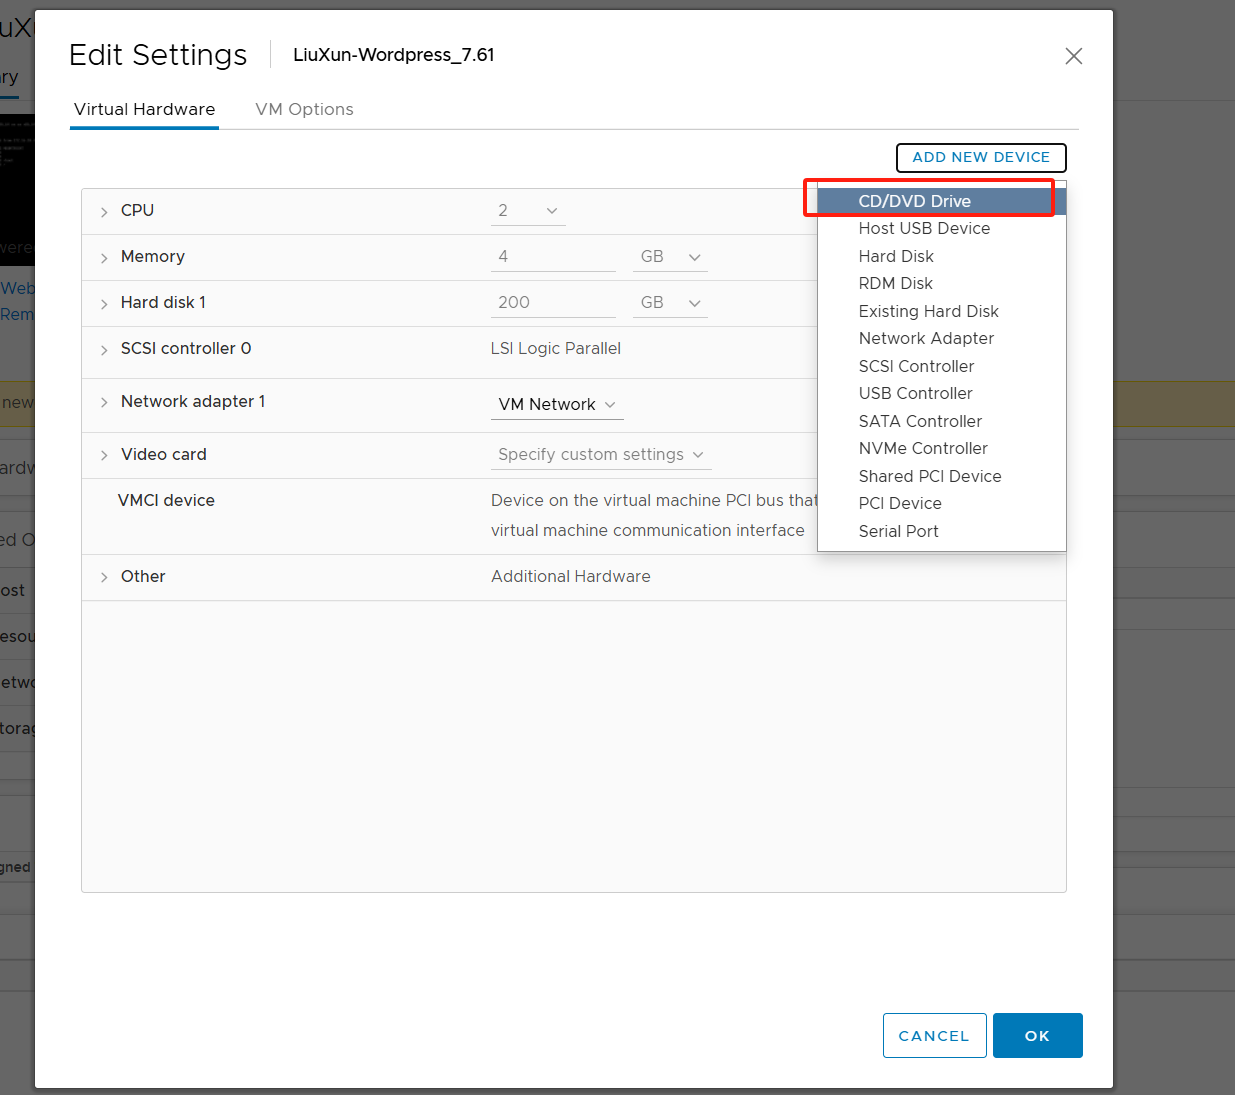 Edit Settings LiuXun-Wordpress_7.61
Virtual Hardware VM Options
ADD NEW DEVICE
CD/DVD Drive
Host USB Device
Hard Disk
RDM Disk
Existing Hard Disk
Network Adapter
SCSI Controller
USB Controller
SATA Controller
NVMe Controller
Shared PCI Device
PCI Device
Serial Port
CPU 2
Memory 4 GB
Hard disk 1 200 GB
SCSI controller 0 LSI Logic Parallel
Network adapter 1 VM Network
Video card Specify custom settings
VMCI device Device on the virtual machine PCI bus that
virtual machine communication interface
Other Additional Hardware
CANCEL OK
Web
Rem
new